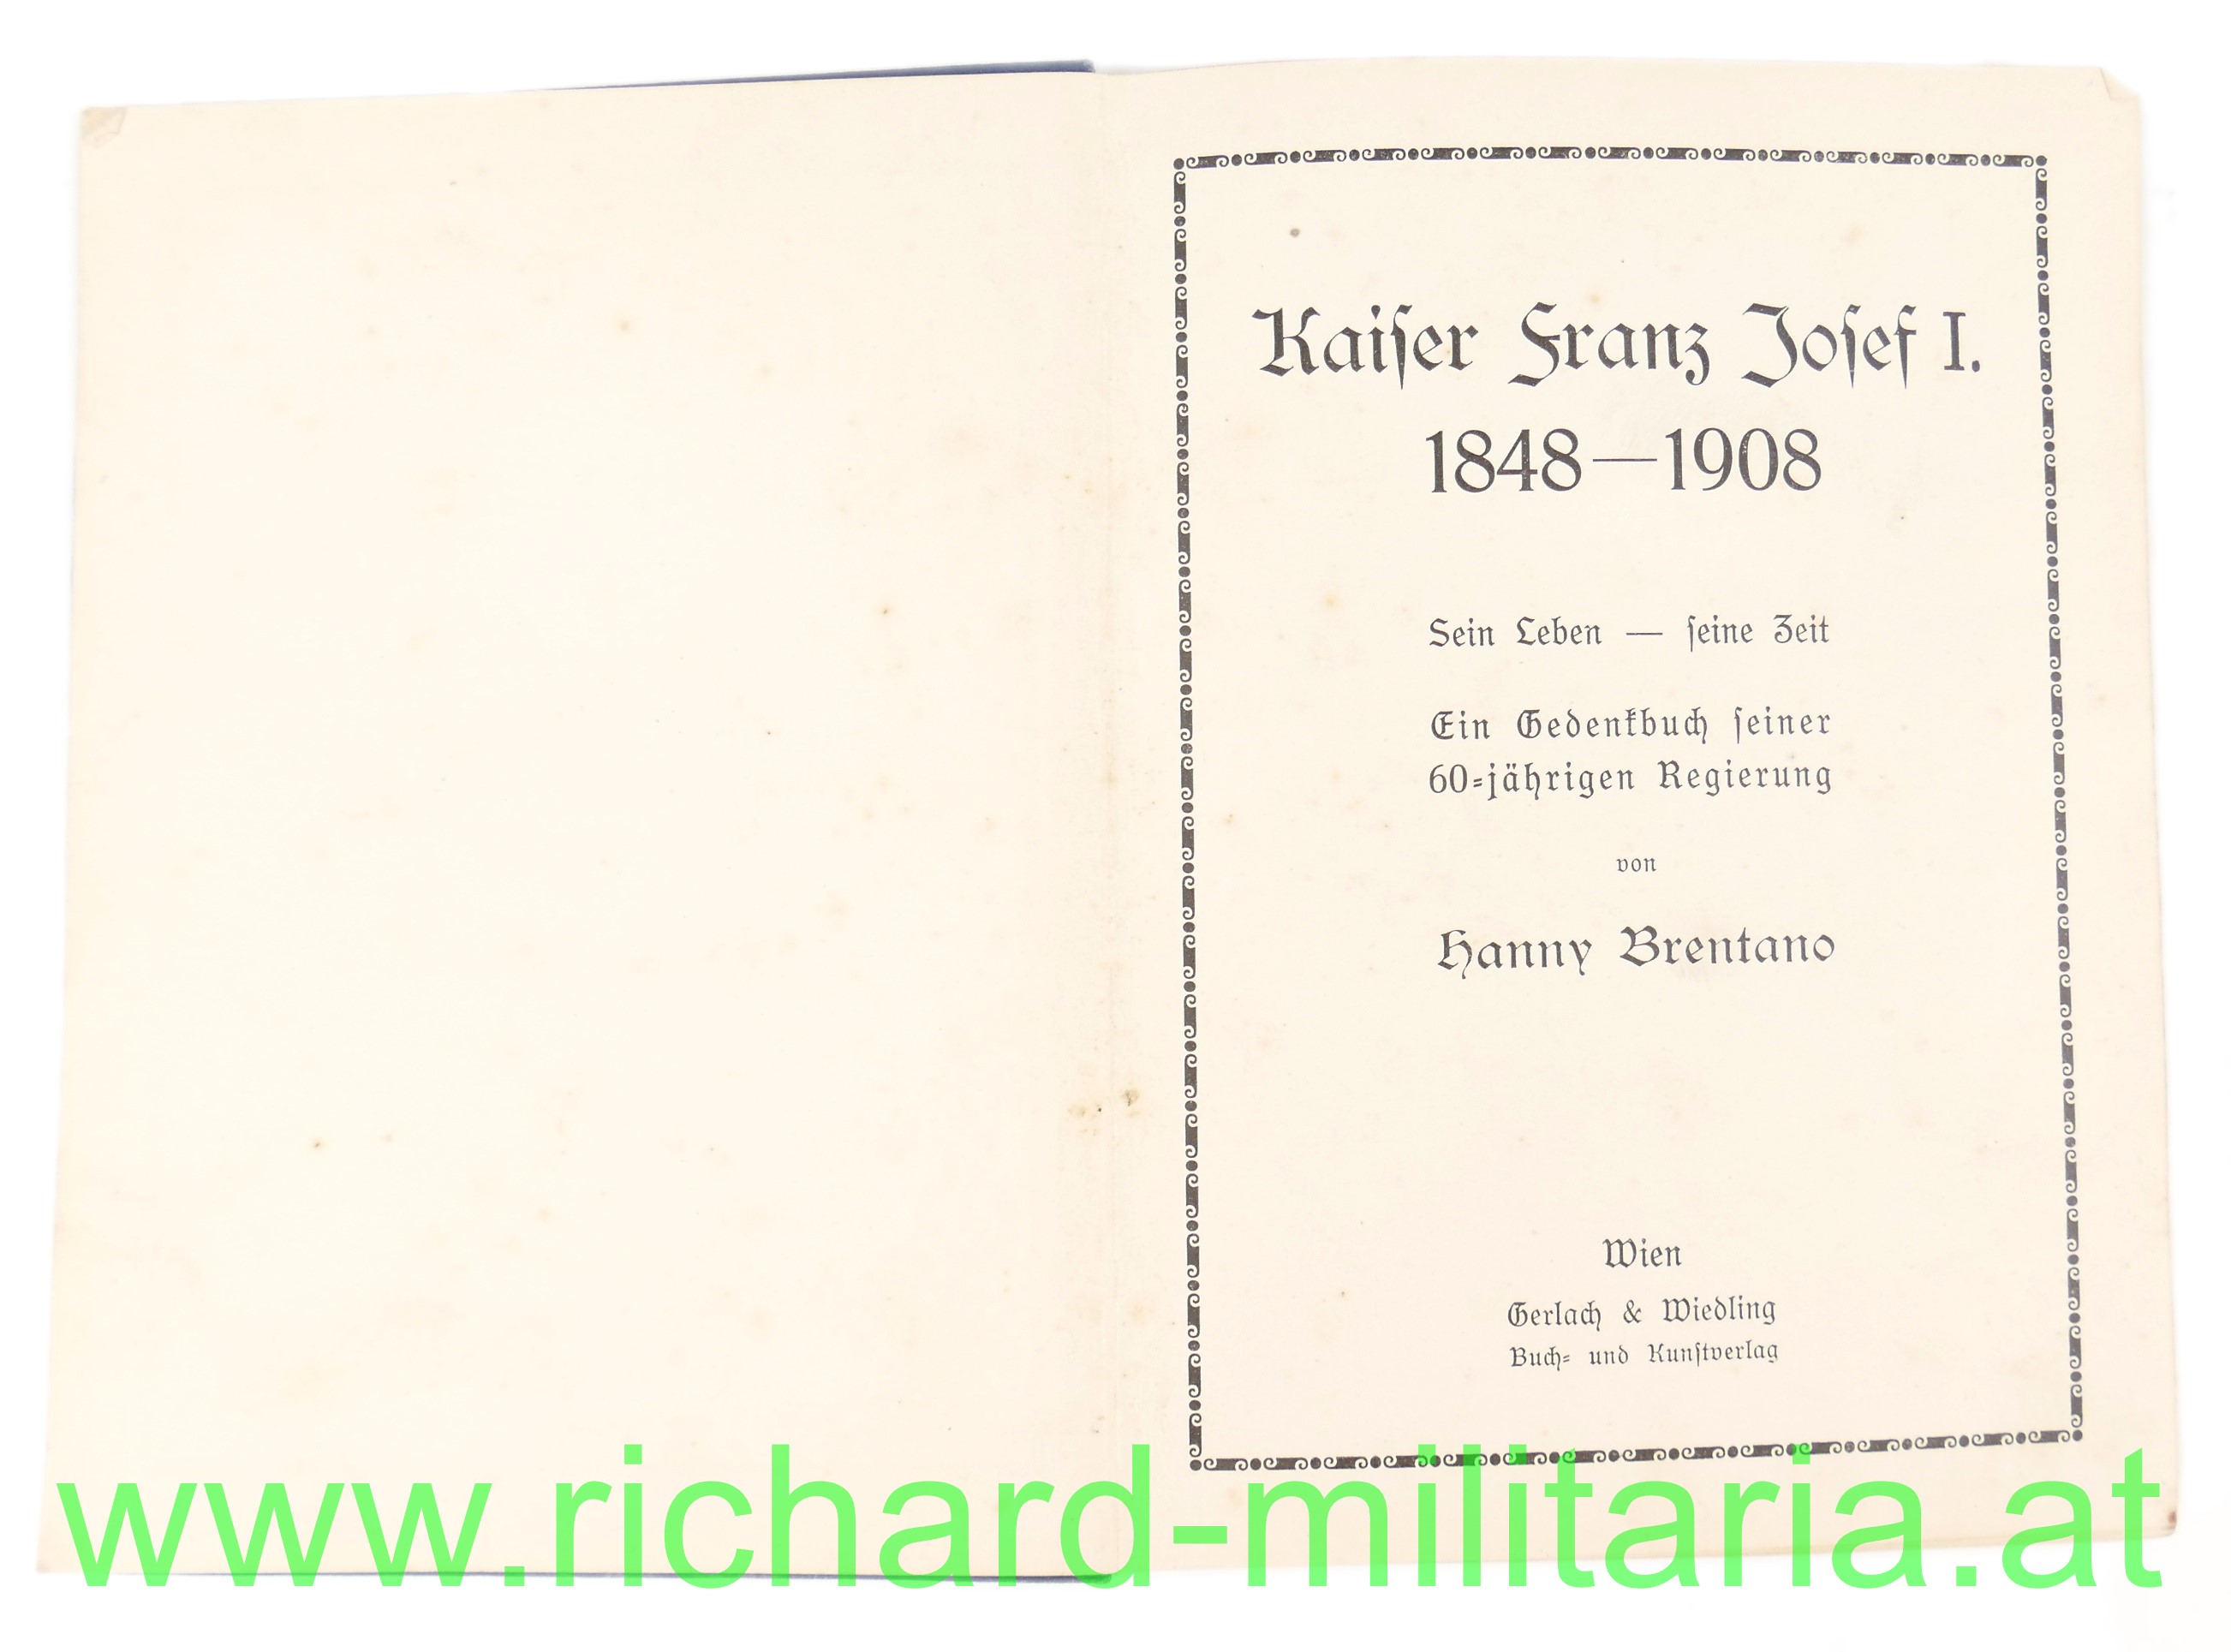 Kaiſer Franz Joſef I.
1848—1908
Sein Leben — ſeine Zeit
Ein Gedenkbuch ſeiner
60-jährigen Regierung
von
Hanny Brentano
Wien
Gerlach & Wiedling
Buch- und Kunſtverlag
www.richard-militaria.at